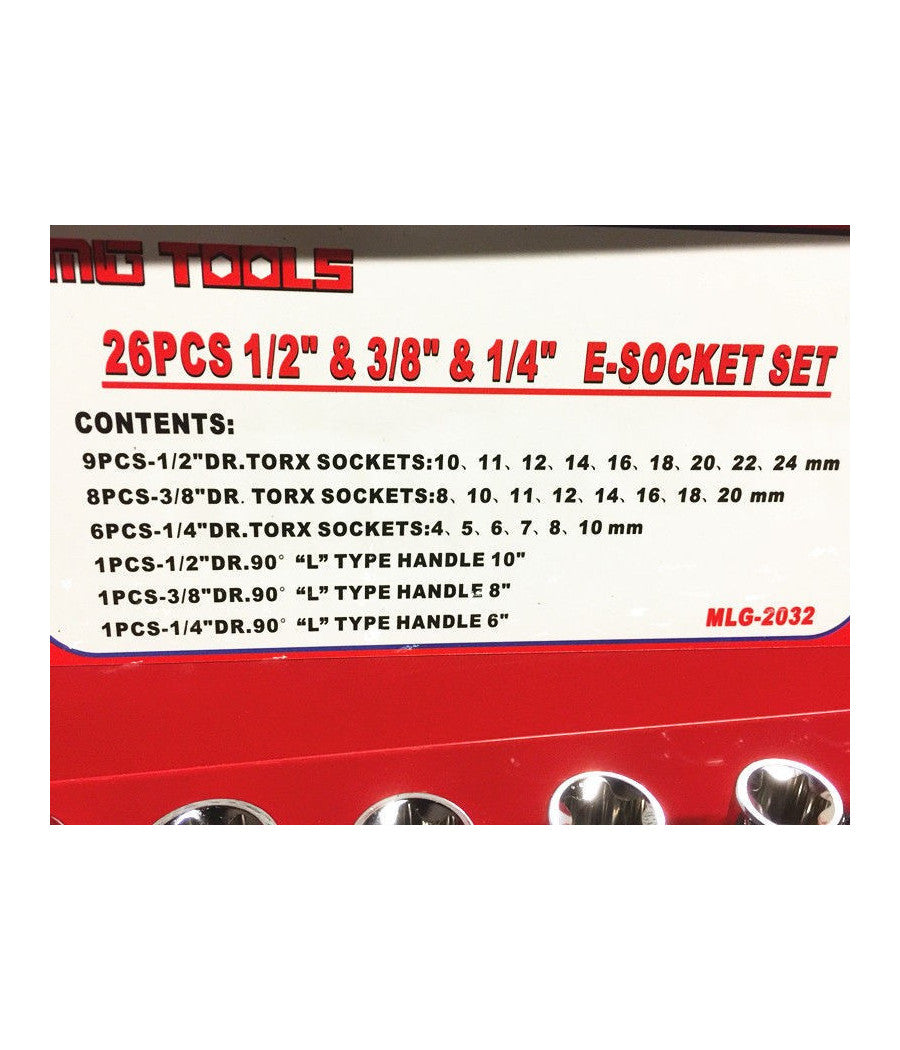 MG TOOLS
26PCS 1/2" & 3/8" & 1/4" E-SOCKET SET
CONTENTS:
9PCS-1/2"DR.TORX SOCKETS:10、11、12、14、16、18、20、22、24 mm
8PCS-3/8"DR. TORX SOCKETS:8、10、11、12、14、16、18、20 mm
6PCS-1/4"DR.TORX SOCKETS:4、5、6、7、8、10 mm
1PCS-1/2"DR.90° “L” TYPE HANDLE 10"
1PCS-3/8"DR.90° “L” TYPE HANDLE 8"
1PCS-1/4"DR.90° “L” TYPE HANDLE 6"
MLG-2032